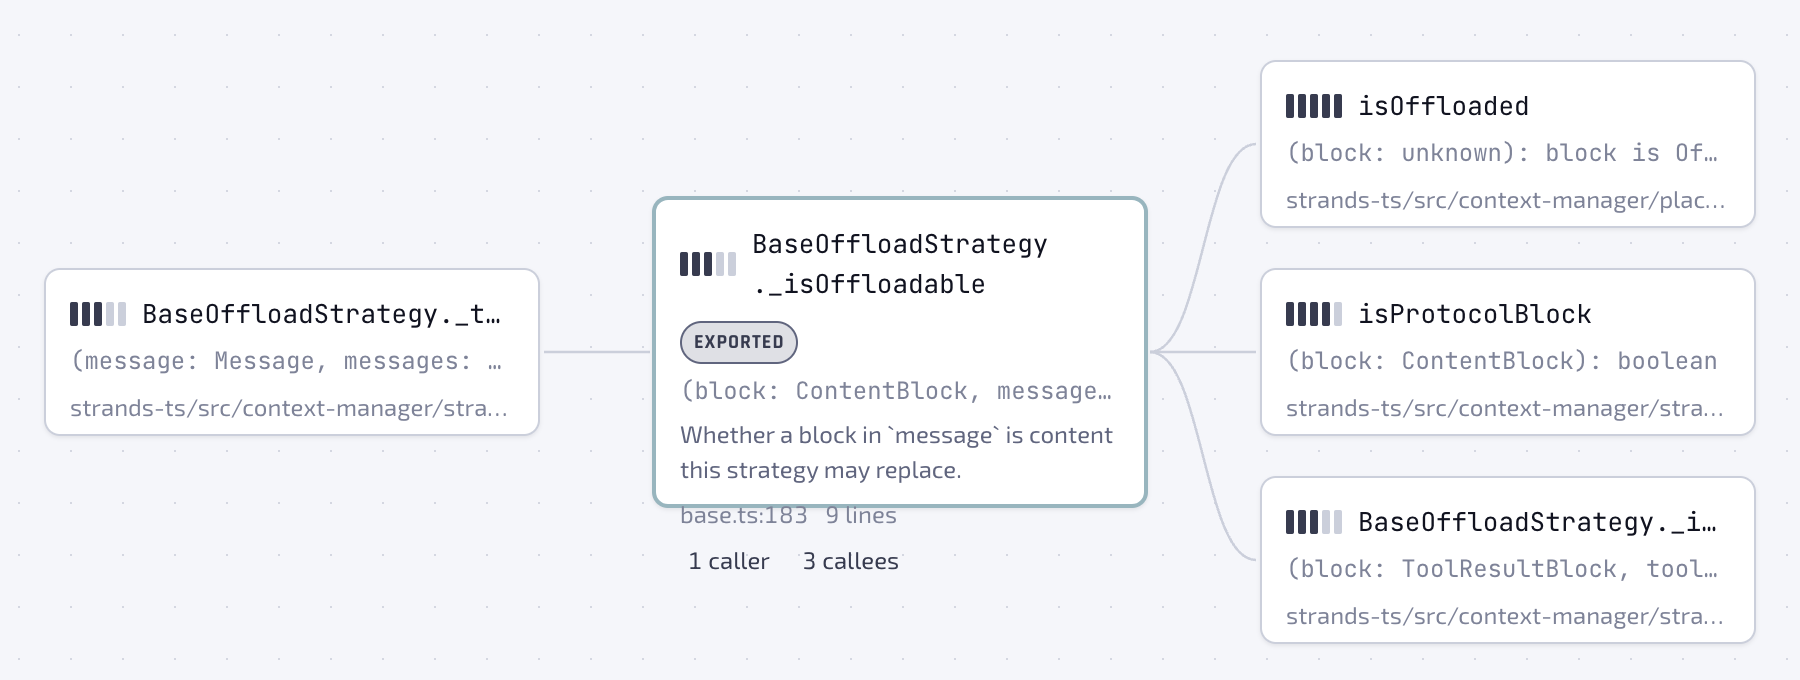 BaseOffloadStrategy._t…
(message: Message, messages: …
strands-ts/src/context-manager/stra…
BaseOffloadStrategy
._isOffloadable
EXPORTED
(block: ContentBlock, message…
Whether a block in `message` is content
this strategy may replace.
base.ts:183 9 lines
1 caller 3 callees
isOffloaded
(block: unknown): block is Of…
strands-ts/src/context-manager/plac…
isProtocolBlock
(block: ContentBlock): boolean
strands-ts/src/context-manager/stra…
BaseOffloadStrategy._i…
(block: ToolResultBlock, tool…
strands-ts/src/context-manager/stra…